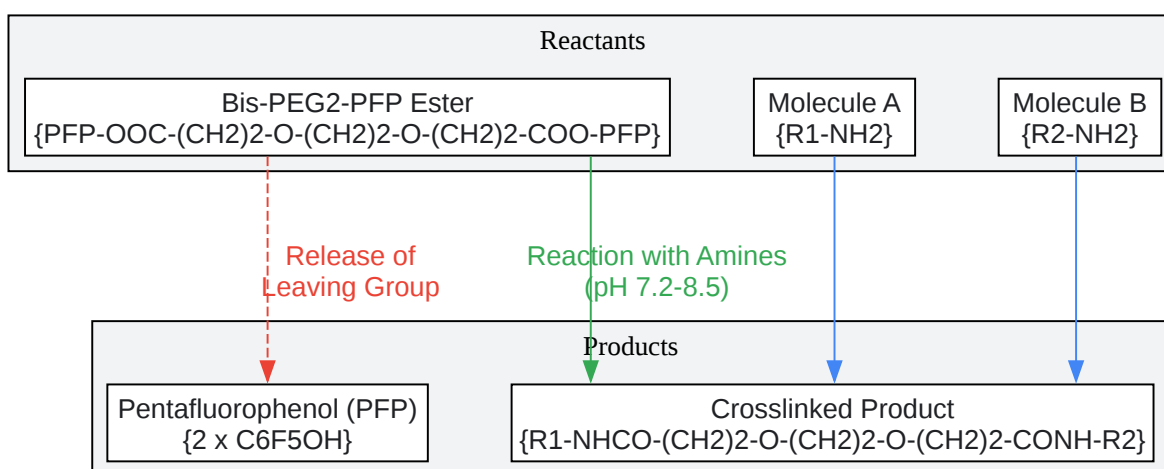 Reactants
Bis-PEG2-PFP Ester
{PFP-OOC-(CH2)2-O-(CH2)2-O-(CH2)2-COO-PFP}
Molecule A
{R1-NH2}
Molecule B
{R2-NH2}
Release of
Leaving Group
Reaction with Amines
(pH 7.2-8.5)
Products
Pentafluorophenol (PFP)
{2 x C6F5OH}
Crosslinked Product
{R1-NHCO-(CH2)2-O-(CH2)2-O-(CH2)2-CONH-R2}